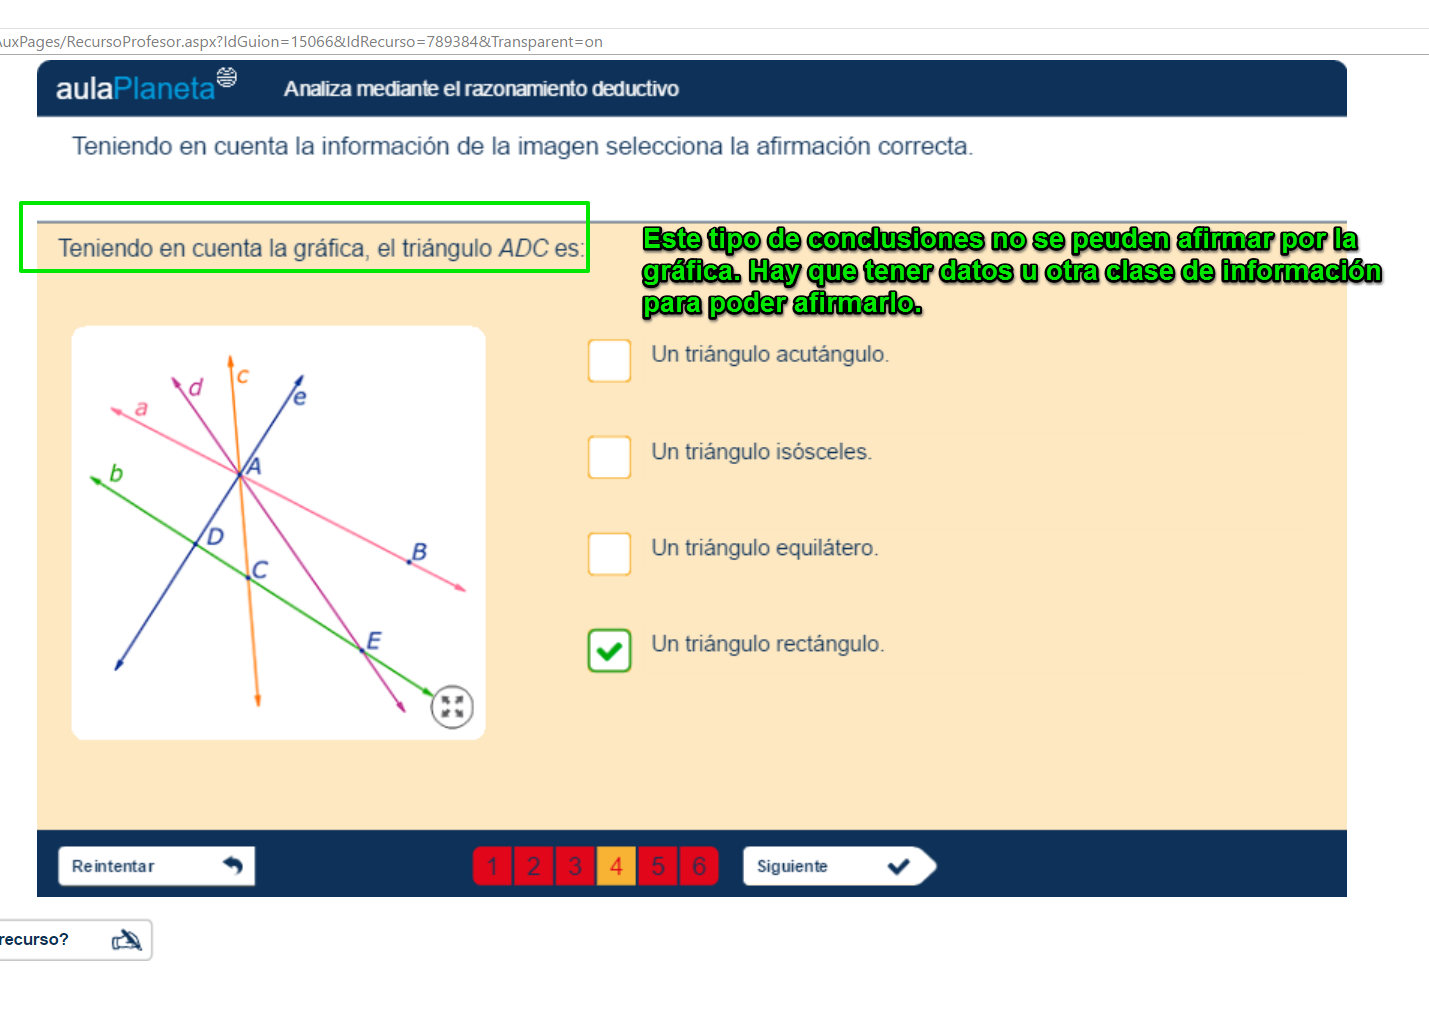 uxPages/RecursoProfesor.aspx?IdGuion=15066&IdRecurso=789384&Transparent=on
aulaPlaneta
Analiza mediante el razonamiento deductivo
Teniendo en cuenta la información de la imagen selecciona la afirmación correcta.
Teniendo en cuenta la gráfica, el triángulo ADC es:
Este tipo de conclusiones no se peuden afirmar por la
gráfica. Hay que tener datos u otra clase de información
para poder afirmarlo.
Un triángulo acutángulo.
Un triángulo isósceles.
Un triángulo equilátero.
Un triángulo rectángulo.
c
d
e
a
A
b
D
B
C
E
Reintentar
1 2 3 4 5 6
Siguiente
recurso?